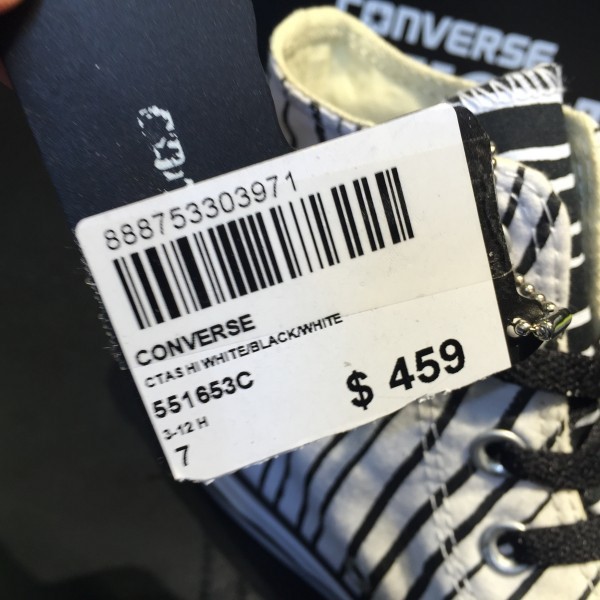 CONVERSE
888753303971
CONVERSE
CTAS HI WHITE/BLACK/WHITE
551653C
$ 459
3-12 H
7